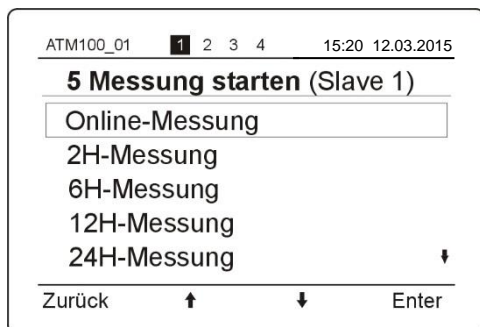 ATM100_01 1 2 3 4 15:20 12.03.2015
5 Messung starten (Slave 1)
Online-Messung
2H-Messung
6H-Messung
12H-Messung
24H-Messung
Zurück Enter